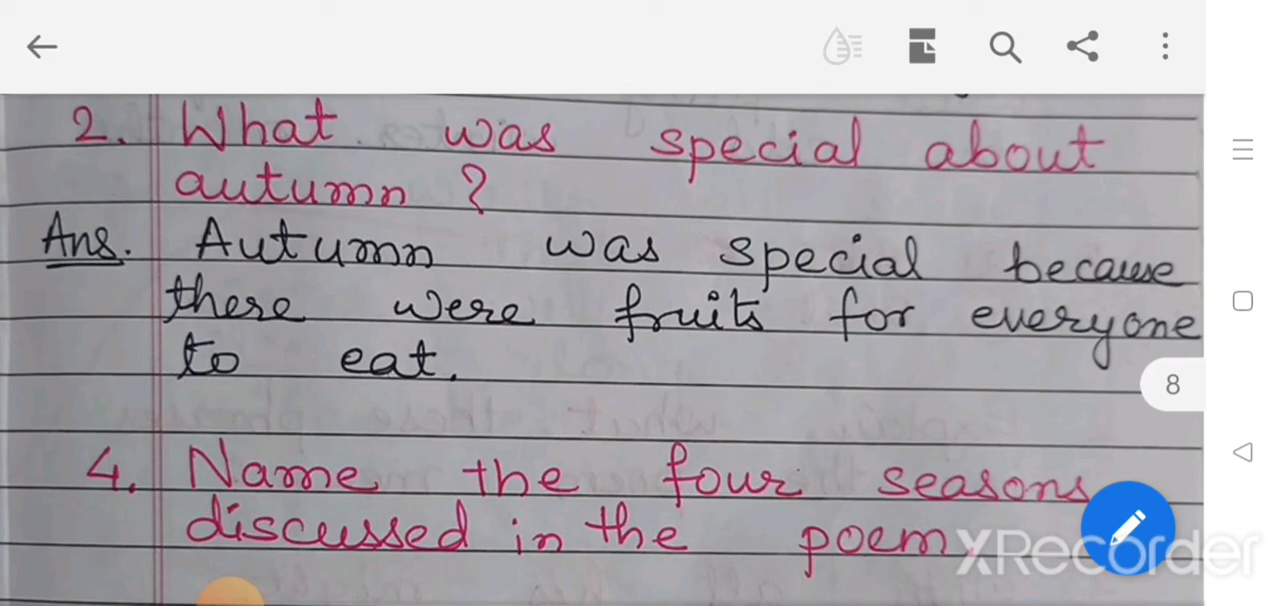 2. What was special about
autumn ?
Ans. Autumn was special because
there were fruits for everyone
to eat.
8
4. Name the four seasons
discussed in the poem.
XRecorder